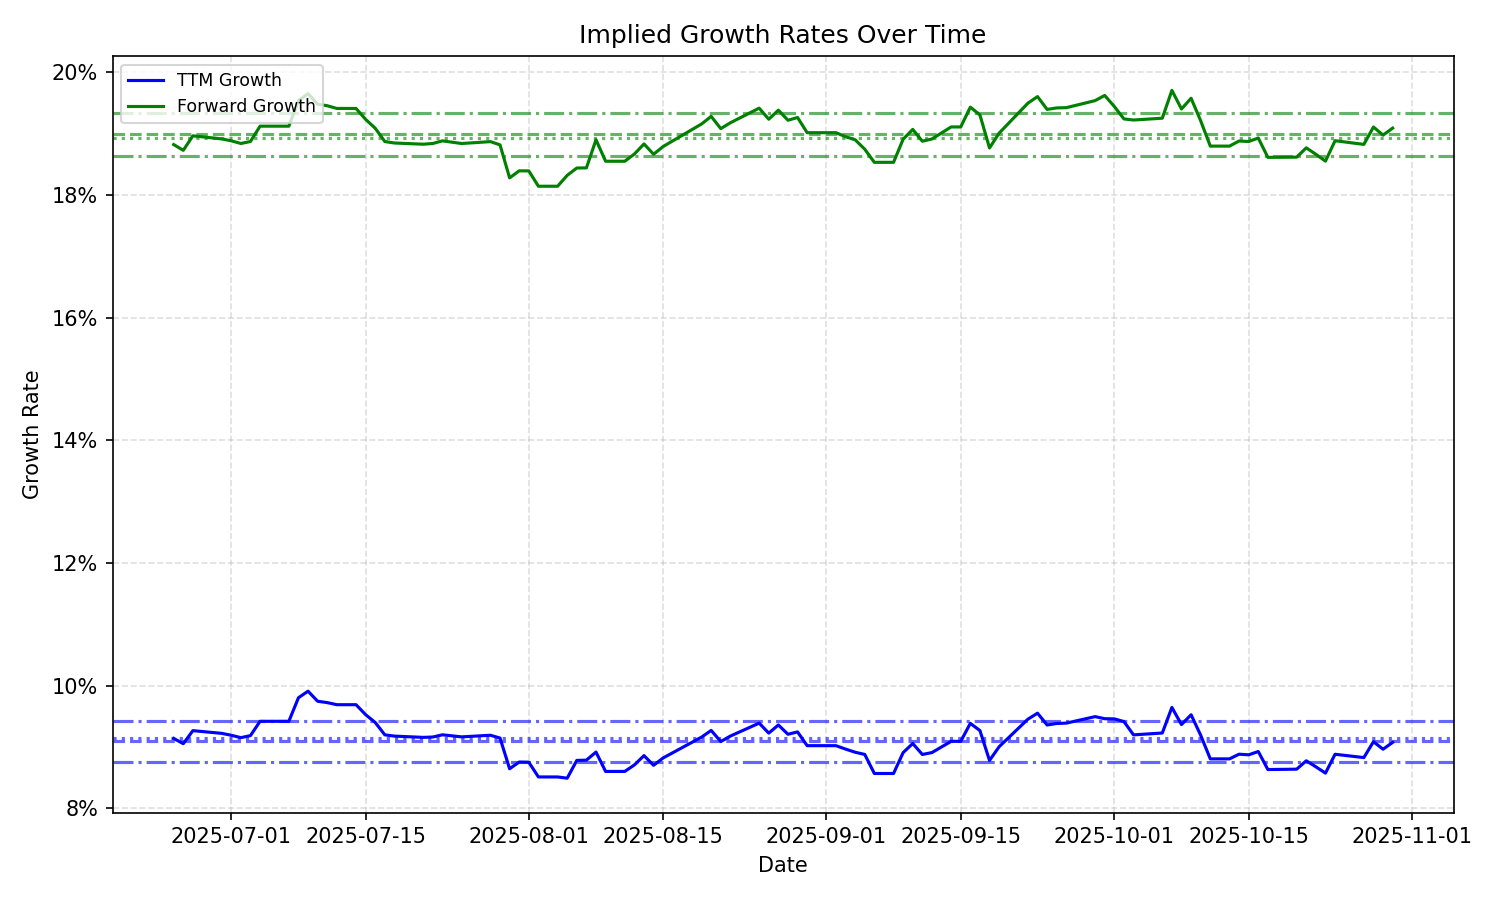 Implied Growth Rates Over Time
TTM Growth
Forward Growth
20%
18%
16%
14%
12%
10%
8%
Growth Rate
2025-07-01 2025-07-15 2025-08-01 2025-08-15 2025-09-01 2025-09-15 2025-10-01 2025-10-15 2025-11-01
Date